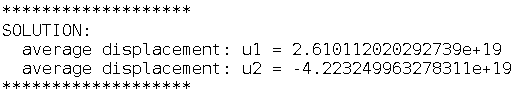 *******************
SOLUTION:
  average displacement: u1 = 2.610112020292739e+19
  average displacement: u2 = -4.223249963278311e+19
*******************